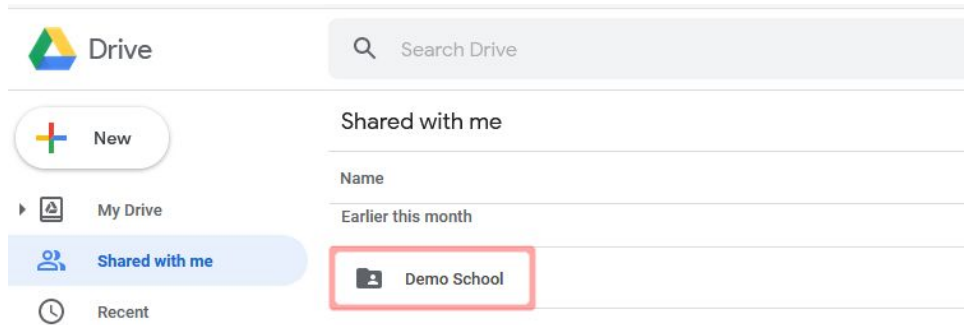 Drive
Search Drive
New
Shared with me
Name
My Drive
Earlier this month
Shared with me
Demo School
Recent